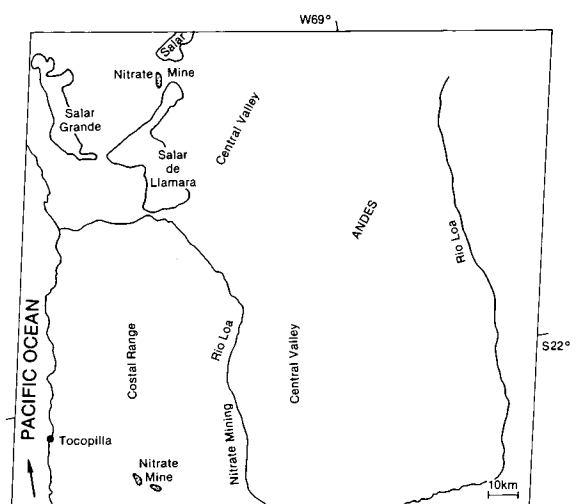 W69°
Salar
Nitrate Mine
Salar
Grande
Central Valley
Salar
de
Llamara
ANDES
Rio Loa
PACIFIC OCEAN
Costal Range
Rio Loa
Central Valley
S22°
Nitrate Mining
Tocopilla
Nitrate
Mine
10km